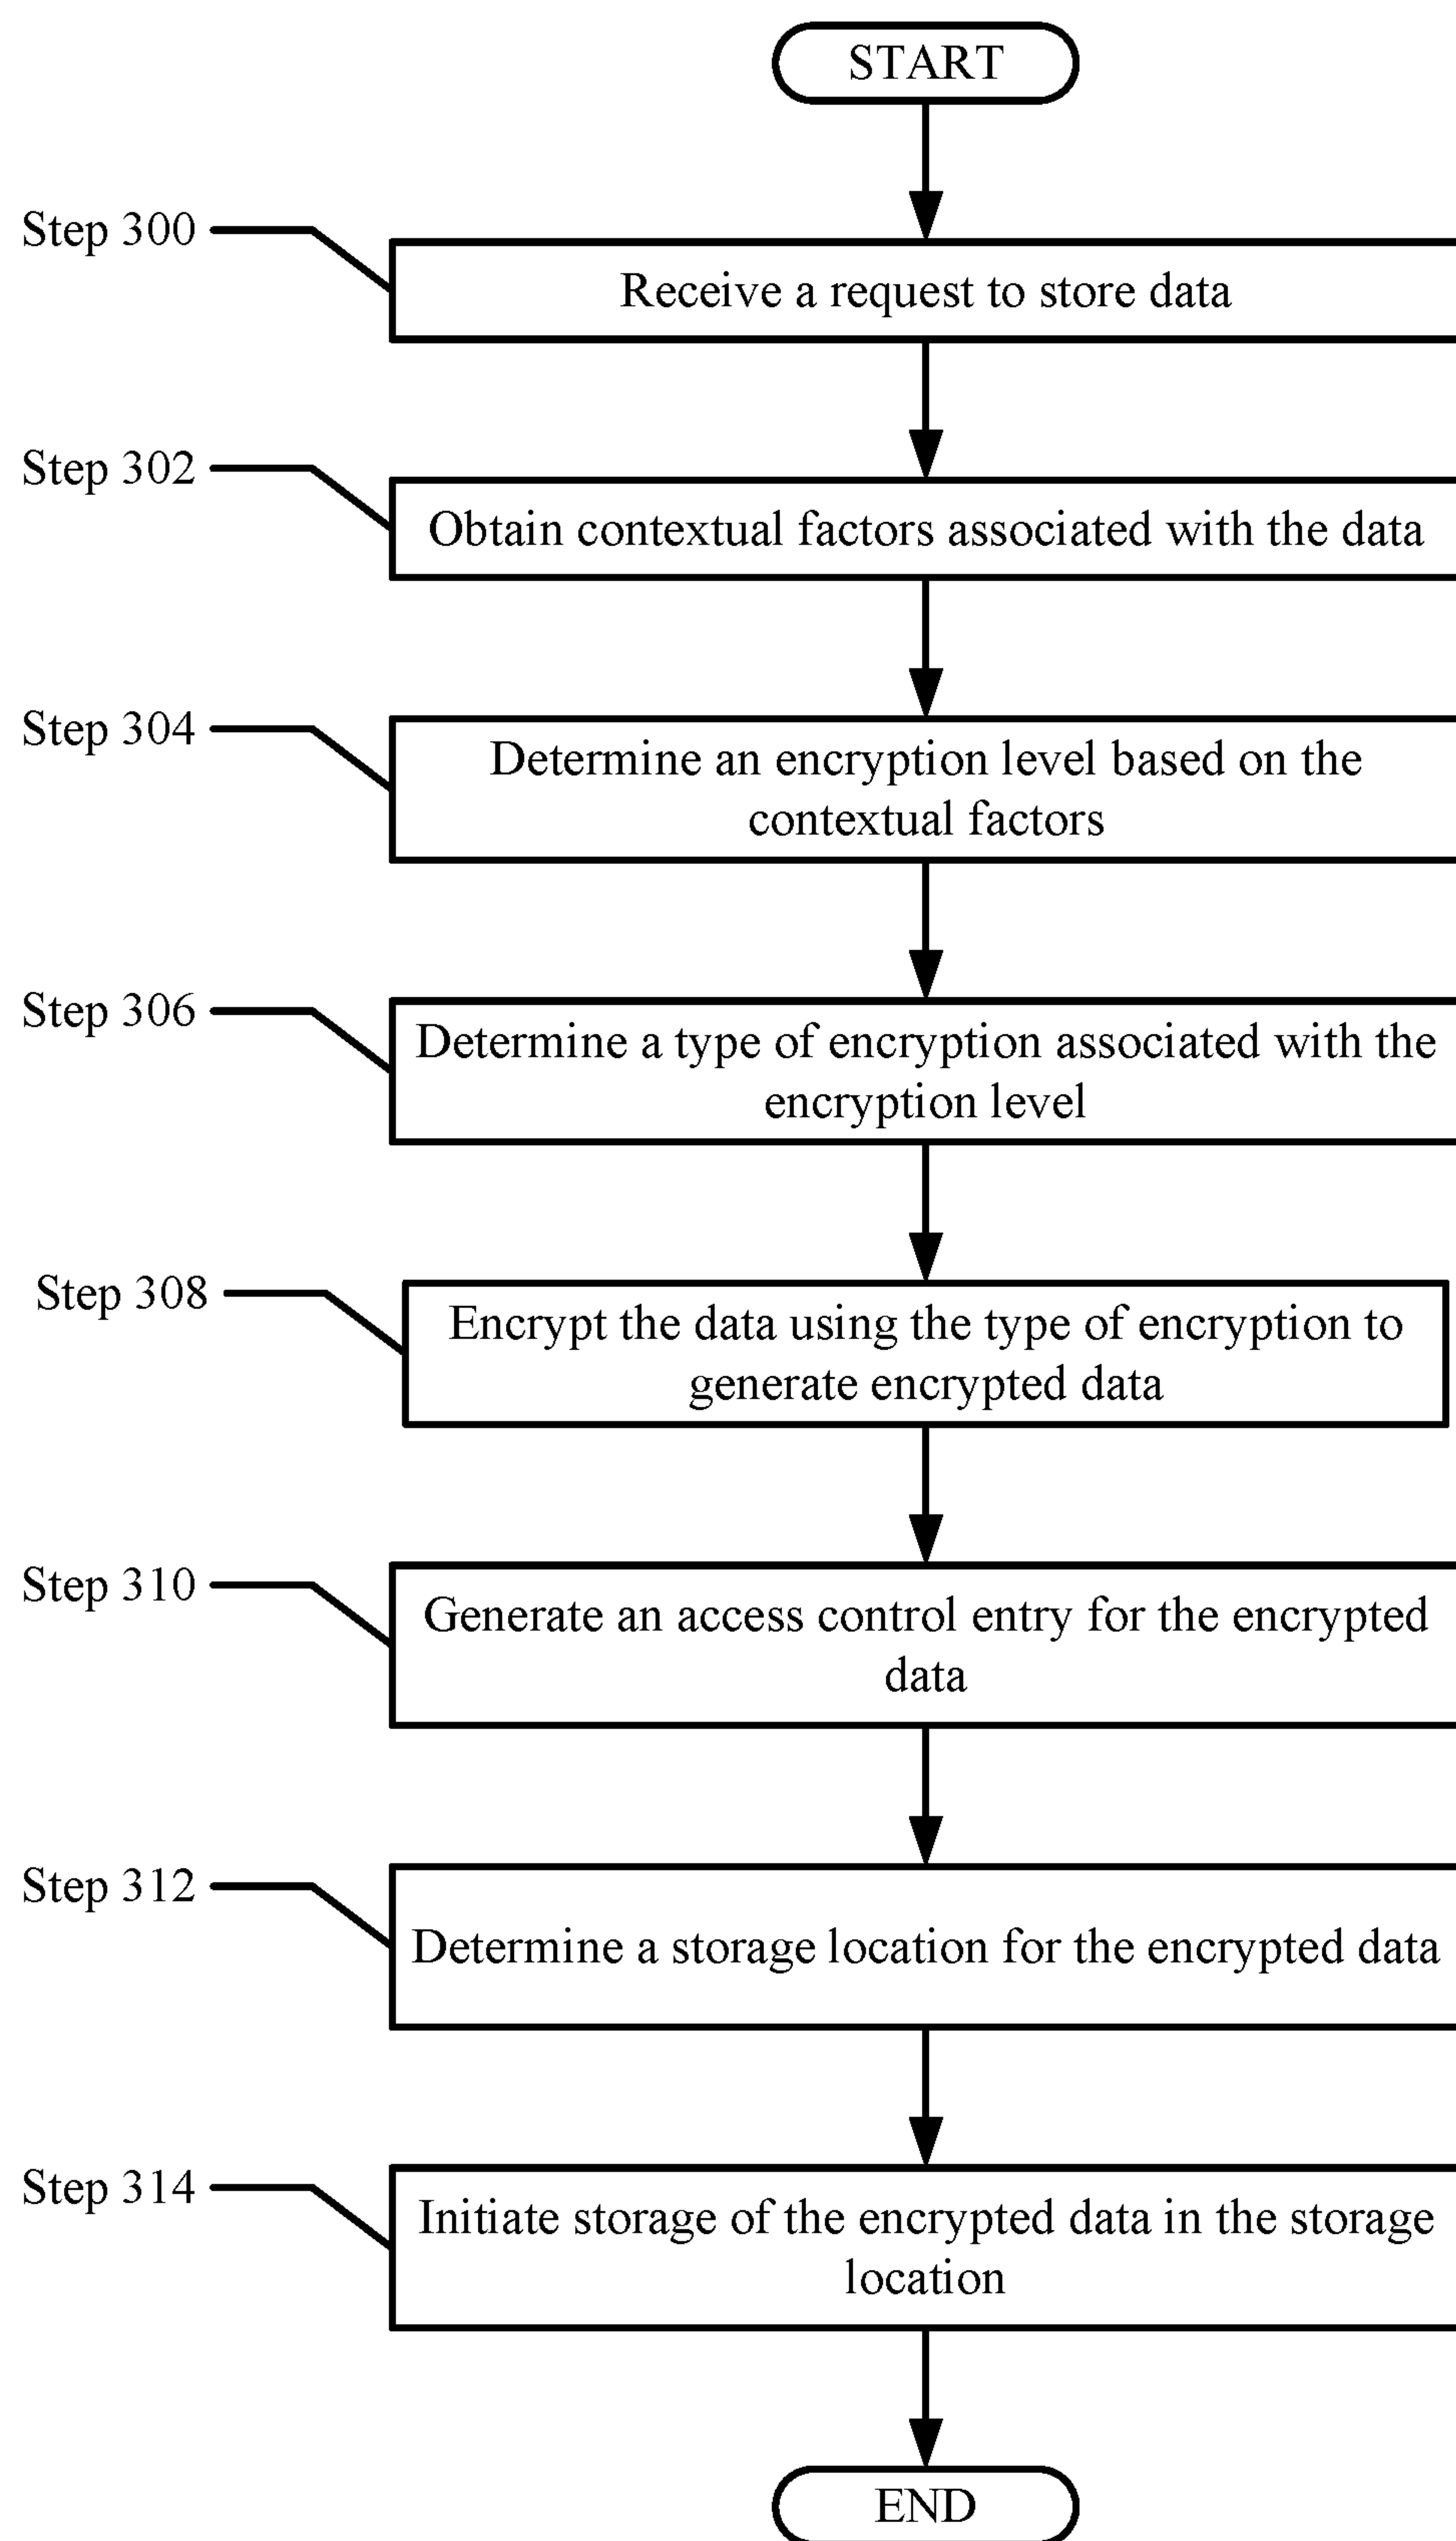 START
Step 300
Receive a request to store data
Step 302
Obtain contextual factors associated with the data
Step 304
Determine an encryption level based on the
contextual factors
Step 306
Determine a type of encryption associated with the
encryption level
Step 308
Encrypt the data using the type of encryption to
generate encrypted data
Step 310
Generate an access control entry for the encrypted
data
Step 312
Determine a storage location for the encrypted data
Step 314
Initiate storage of the encrypted data in the storage
location
END